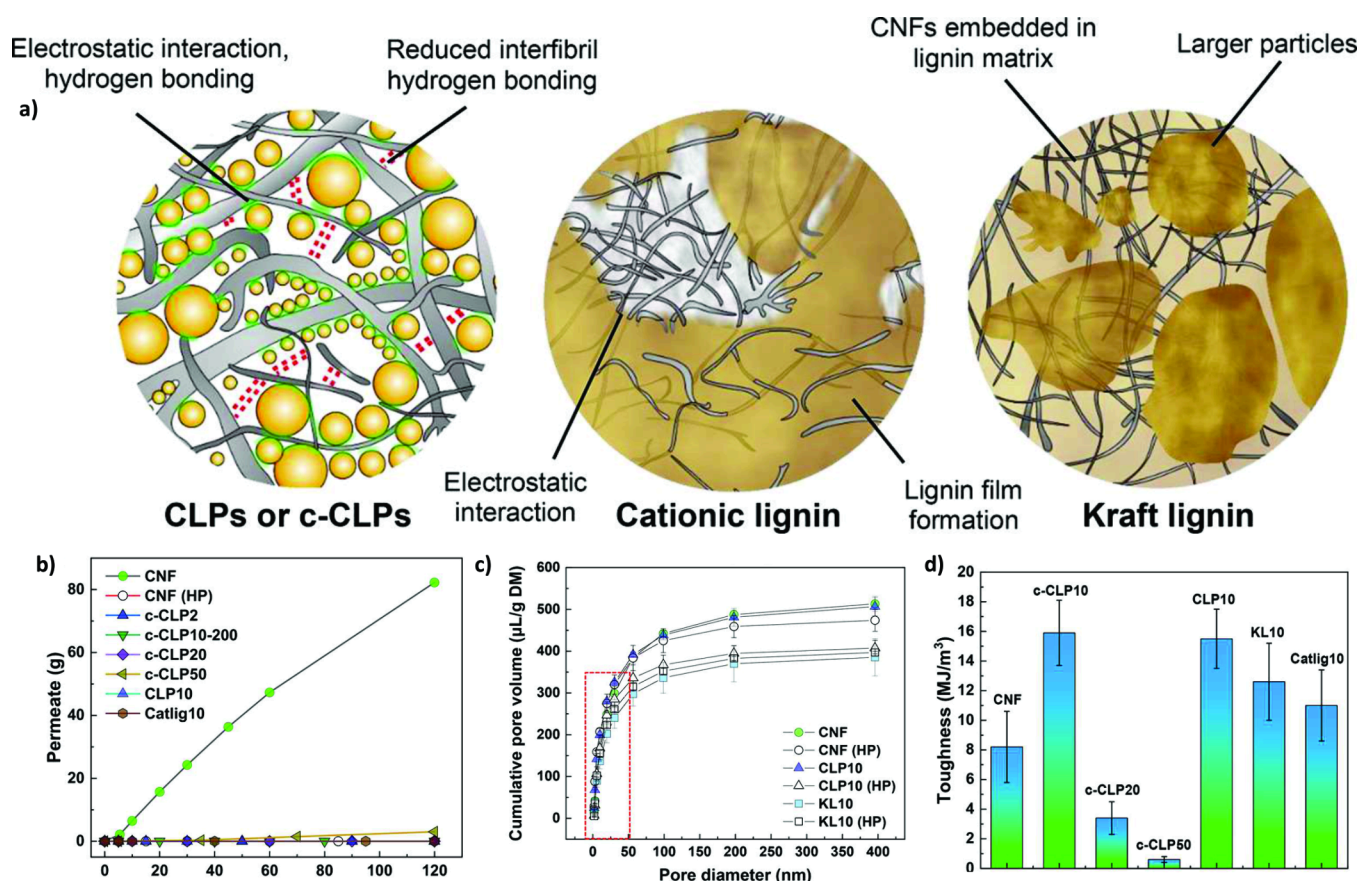 Electrostatic interaction,
hydrogen bonding
Reduced interfibril
hydrogen bonding
CNFs embedded in
lignin matrix
Larger particles
a)
Electrostatic
interaction
Lignin film
formation
CLPs or c-CLPs
Cationic lignin
Kraft lignin
b)
CNF
CNF (HP)
c-CLP2
c-CLP10-200
c-CLP20
c-CLP50
CLP10
Catlig10
Permeate (g)
80
60
40
20
0
0 20 40 60 80 100 120
c)
Cumulative pore volume (µL/g DM)
600
500
400
300
200
100
0
CNF
CNF (HP)
CLP10
CLP10 (HP)
KL10
KL10 (HP)
0 50 100 150 200 250 300 350 400
Pore diameter (nm)
d)
Toughness (MJ/m³)
20
18
16
14
12
10
8
6
4
2
0
CNF
c-CLP10
c-CLP20
c-CLP50
CLP10
KL10
Catlig10